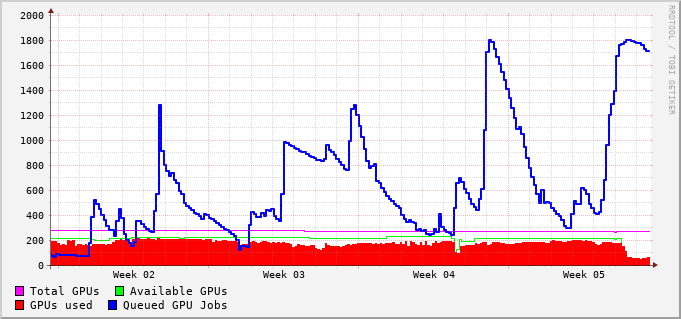 2000
1800
1600
1400
1200
1000
800
600
400
200
0
Week 02 Week 03 Week 04 Week 05
Total GPUs Available GPUs
GPUs used Queued GPU Jobs
RRDTOOL / TOBI OETIKER